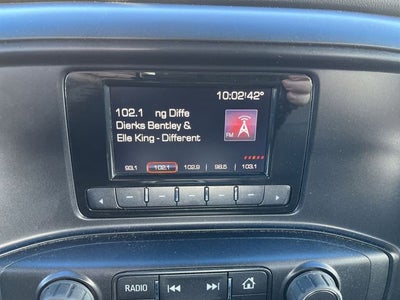 10:02/42°
102.1 ng Diffe
Dierks Bentley &
Elle King - Different
FM
93.1 102.1 102.9 98.5 103.1
RADIO